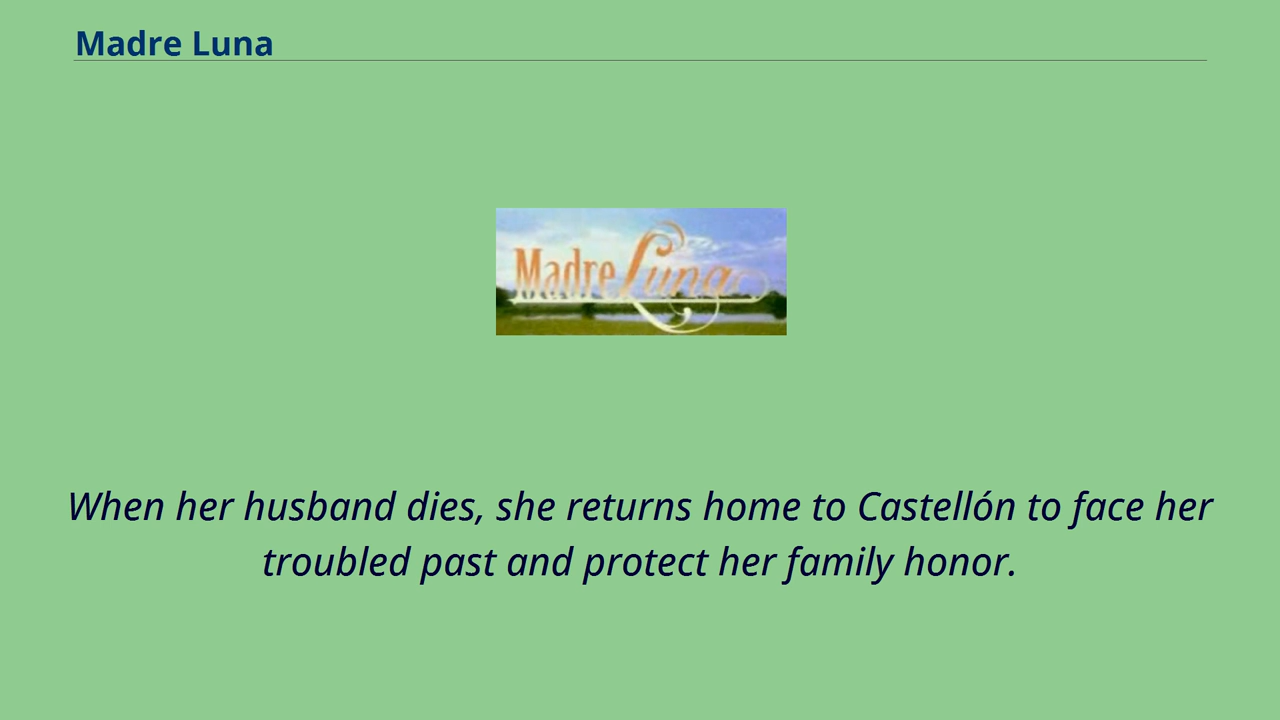 Madre Luna
Madre Luna
When her husband dies, she returns home to Castellón to face her
troubled past and protect her family honor.